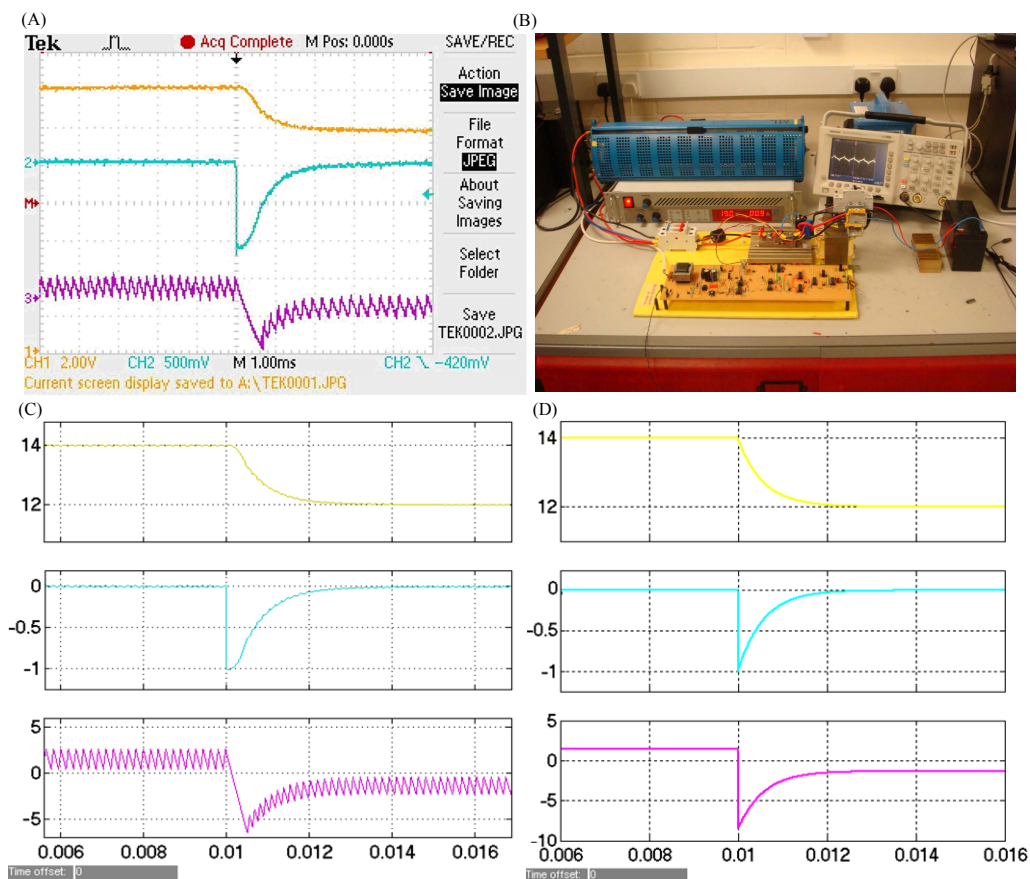 (A)
Tek
Acq Complete
M Pos: 0.000s
SAVE/REC
Action
Save Image
File
Format
JPEG
About
Saving
Images
Select
Folder
Save
TEK0002.JPG
2
M
3
1
CH1 2.00V
CH2 500mV
M 1.00ms
CH2 \ -420mV
Current screen display saved to A:\TEK0001.JPG
(B)
(C)
14
12
0
-0.5
-1
5
0
-5
0.006
0.008
0.01
0.012
0.014
0.016
Time offset: 0
(D)
14
12
0
-0.5
-1
5
0
-5
-10
0.006
0.008
0.01
0.012
0.014
0.016
Time offset: 0